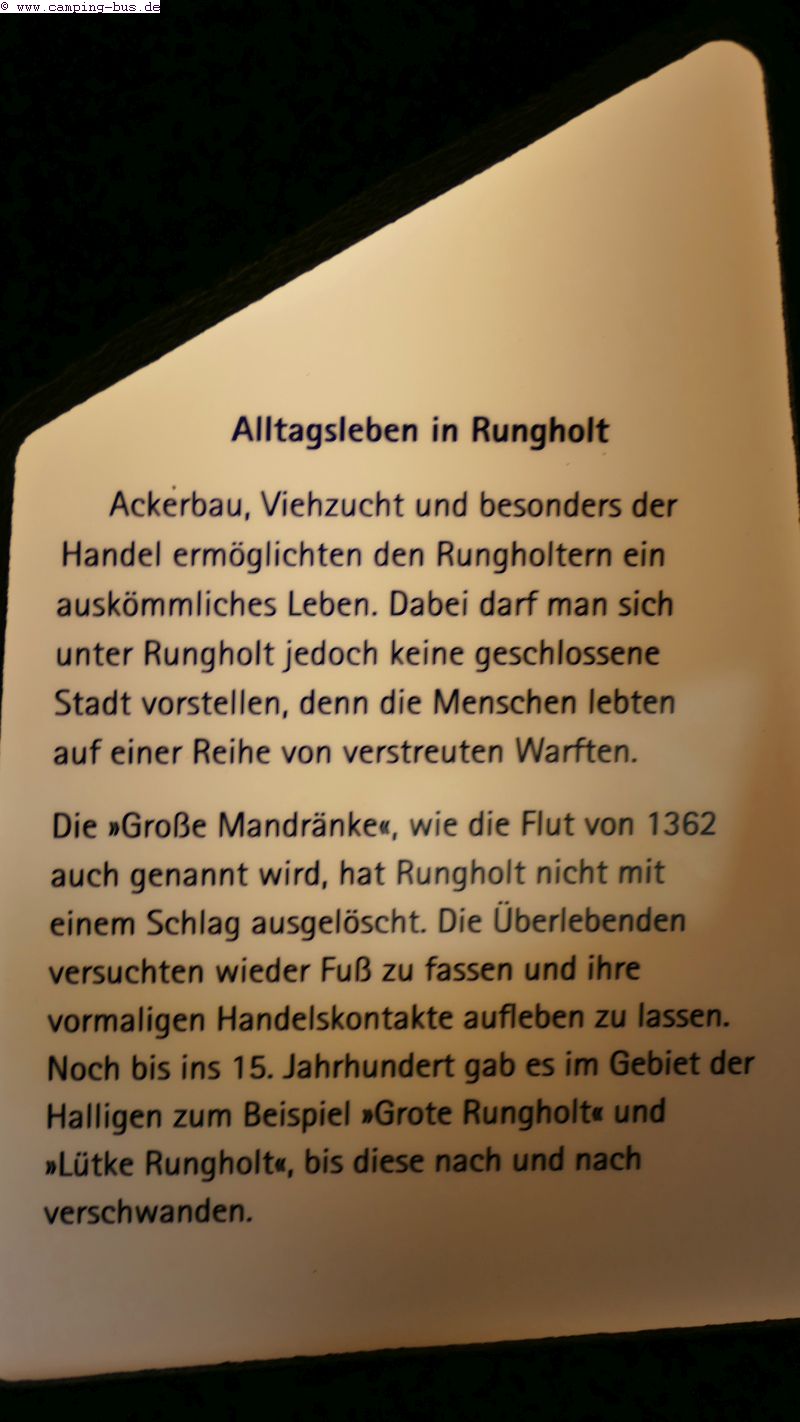 © www.camping-bus.de
Alltagsleben in Rungholt
Ackerbau, Viehzucht und besonders der
Handel ermöglichten den Rungholtern ein
auskömmliches Leben. Dabei darf man sich
unter Rungholt jedoch keine geschlossene
Stadt vorstellen, denn die Menschen lebten
auf einer Reihe von verstreuten Warften.
Die »Große Mandränke«, wie die Flut von 1362
auch genannt wird, hat Rungholt nicht mit
einem Schlag ausgelöscht. Die Überlebenden
versuchten wieder Fuß zu fassen und ihre
vormaligen Handelskontakte aufleben zu lassen.
Noch bis ins 15. Jahrhundert gab es im Gebiet der
Halligen zum Beispiel »Grote Rungholt« und
»Lütke Rungholt«, bis diese nach und nach
verschwanden.